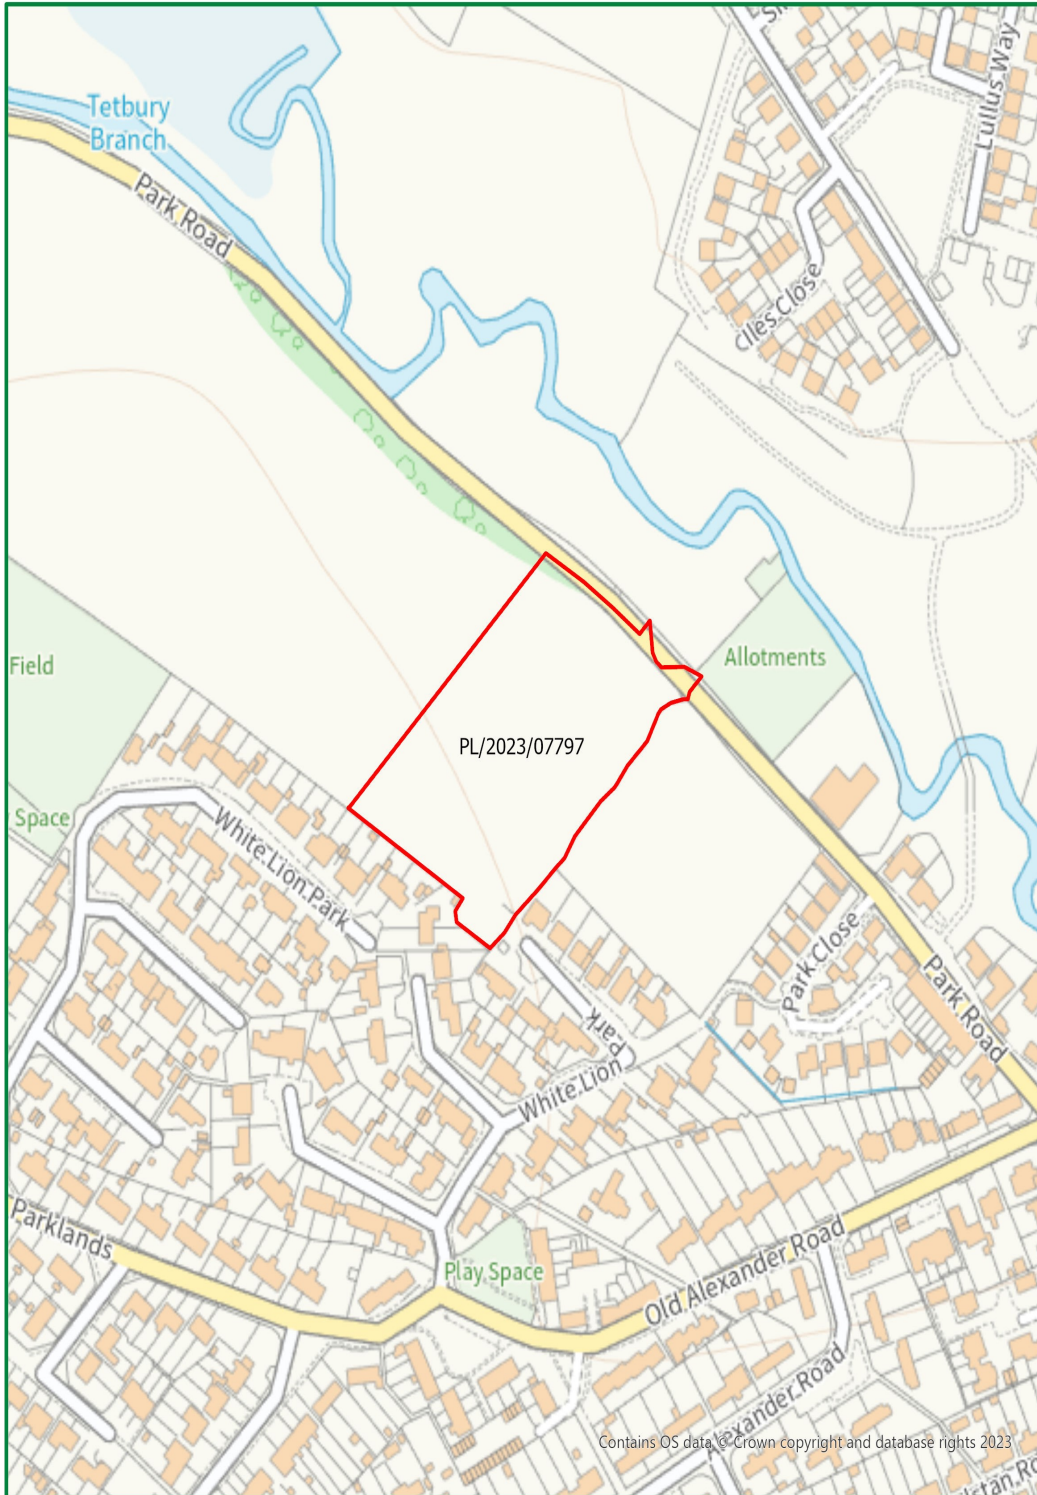 Tetbury
Branch
Park Road
Lullus Way
Iles Close
Allotments
Field
PL/2023/07797
Space
White Lion Park
Park Close
Park Road
Park
White Lion
Parklands
Play Space
Old Alexander Road
Alexander Road
Contains OS data © Crown copyright and database rights 2023